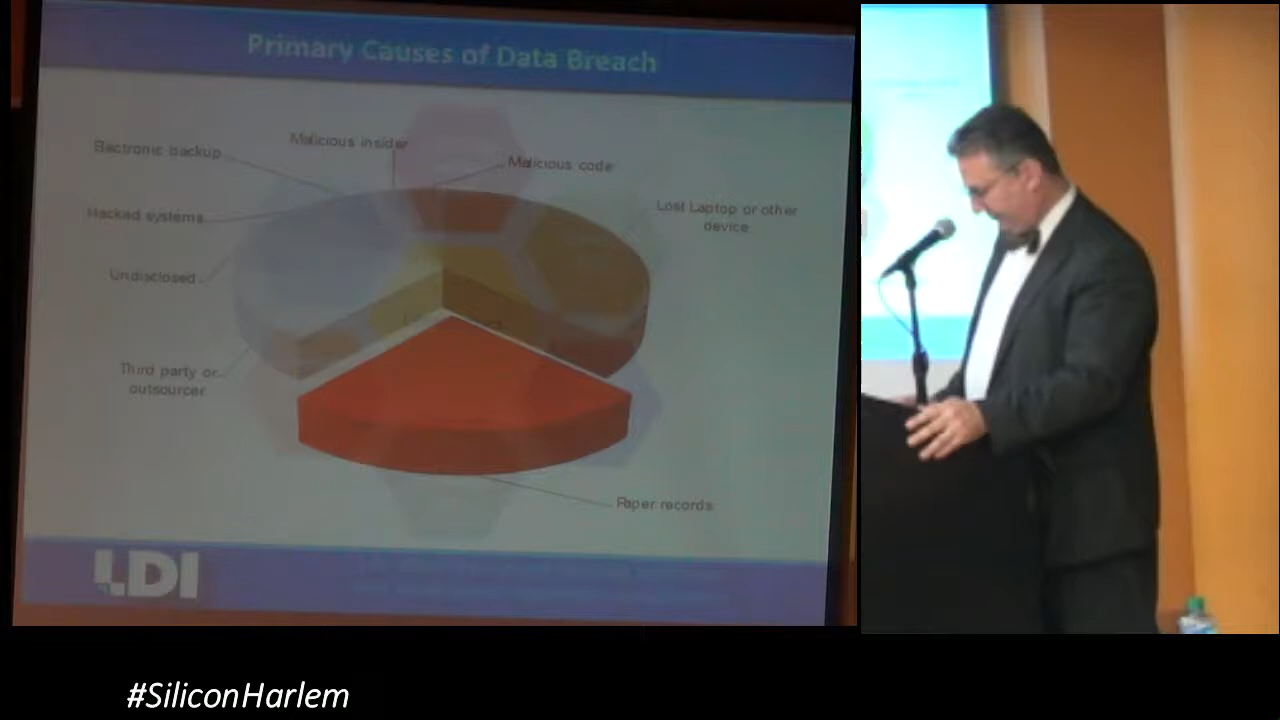 Primary Causes of Data Breach
Malicious insider
Electronic backup
Malicious code
Lost Laptop or other
device
Hacked systems
Undisclosed
Third party or
outsourcer
Paper records
LDI
#SiliconHarlem